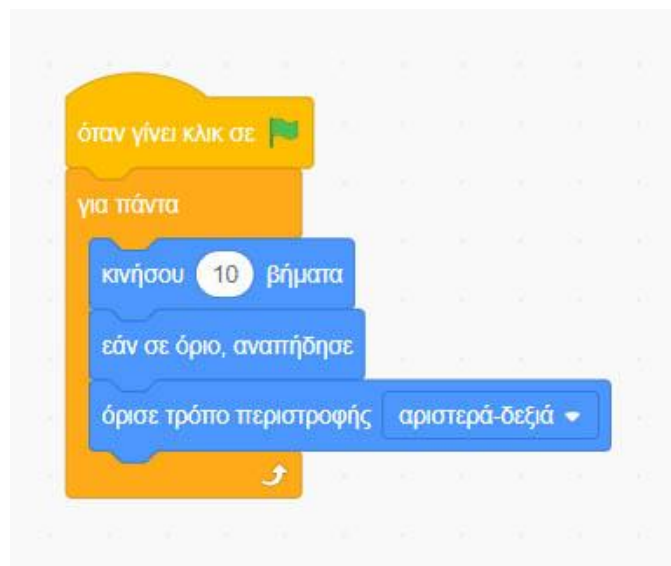 όταν γίνει κλικ σε
για πάντα
κινήσου 10 βήματα
εάν σε όριο, αναπήδησε
όρισε τρόπο περιστροφής αριστερά-δεξιά